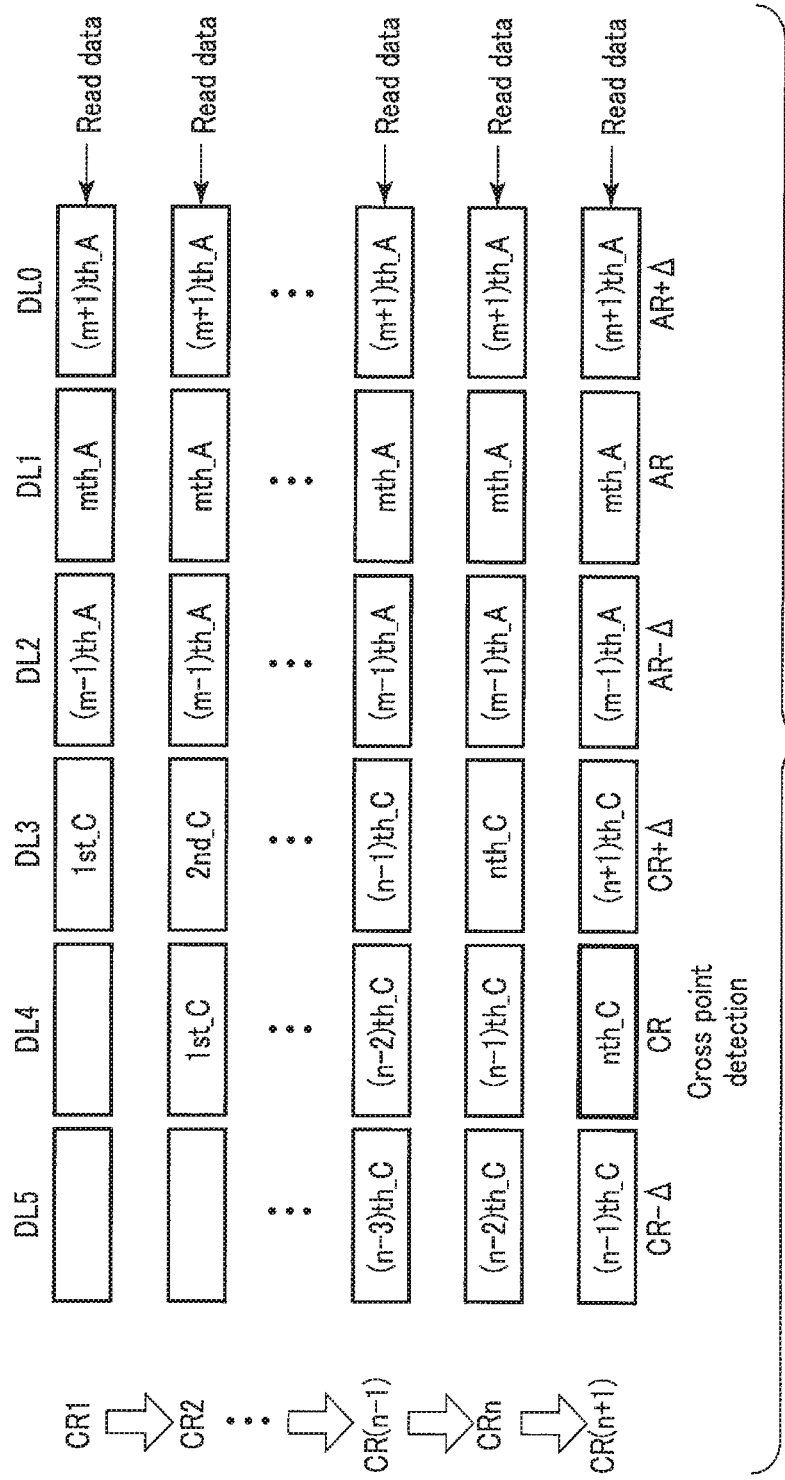 DL5 DL4 DL3 DL2 DL1 DL0
CR1 1st_C (m-1)th_A mth_A (m+1)th_A Read data
CR2 1st_C 2nd_C (m-1)th_A mth_A (m+1)th_A Read data
••• ••• ••• ••• ••• ••• •••
CR(n-1) (n-3)th_C (n-2)th_C (n-1)th_C (m-1)th_A mth_A (m+1)th_A Read data
CRn (n-2)th_C (n-1)th_C nth_C (m-1)th_A mth_A (m+1)th_A Read data
CR(n+1) (n-1)th_C nth_C (n+1)th_C (m-1)th_A mth_A (m+1)th_A Read data
CR-Δ CR CR+Δ AR-Δ AR AR+Δ
Cross point
detection